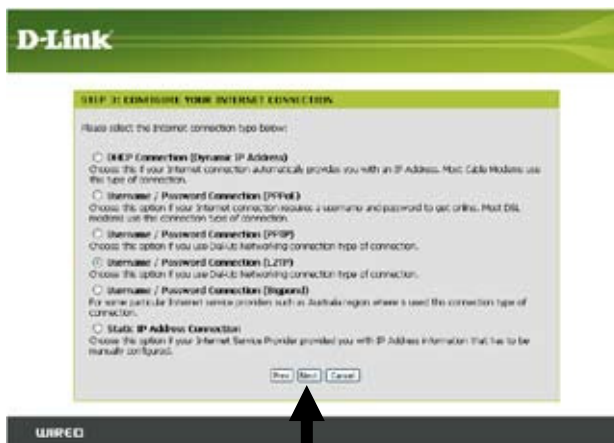 D-Link
STEP 3: CONFIGURE YOUR INTERNET CONNECTION
Please select the Internet connection type below:
DHCP Connection (Dynamic IP Address)
Choose this if your Internet connection automatically provides you with an IP Address. Most Cable Modems use
this type of connection.
Username / Password Connection (PPPoE)
Choose this option if your Internet connection requires a username and password to get online. Most DSL
modems use this connection type of connection.
Username / Password Connection (PPTP)
Choose this option if you use Dial-Up Networking connection type of connection.
Username / Password Connection (L2TP)
Choose this option if you use Dial-Up Networking connection type of connection.
Username / Password Connection (Bigpond)
For some particular Internet service providers such as Australia region where's used this connection type of
connection.
Static IP Address Connection
Choose this option if your Internet Service Provider provided you with IP Address information that has to be
manually configured.
Prev Next Cancel
WIRED